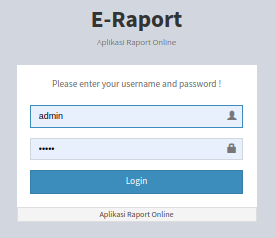 E-Raport
Aplikasi Raport Online
Please enter your username and password !
admin
•••••
Login
Aplikasi Raport Online